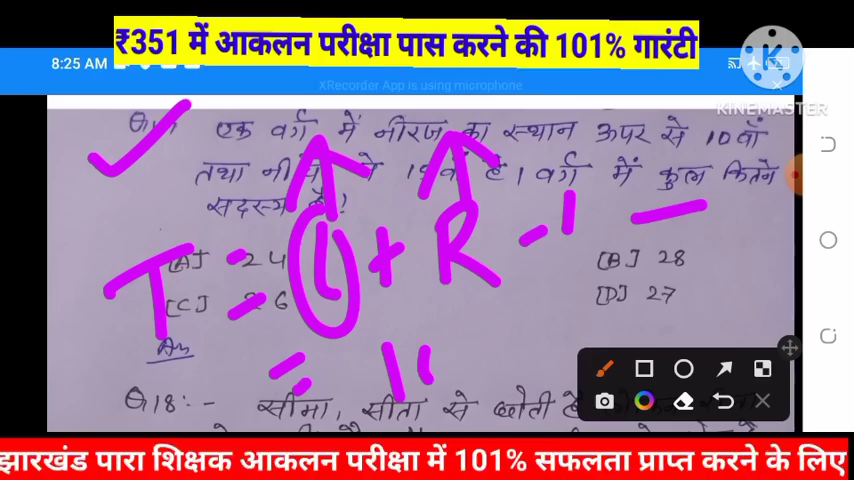 ₹351 में आकलन परीक्षा पास करने की 101% गारंटी
8:25 AM
XRecorder App is using microphone
KINEMASTER
एक वर्ग में नीरज का स्थान ऊपर से 10वाँ
तथा वाँ है। वर्ग में कुल कितने
सदस्य
[A] 24 [B] 28
[C] 26 [D] 27
Ans
T = L + R - 1
=
Q18:- सीमा, सीता से छोटी है
झारखंड पारा शिक्षक आकलन परीक्षा में 101% सफलता प्राप्त करने के लिए